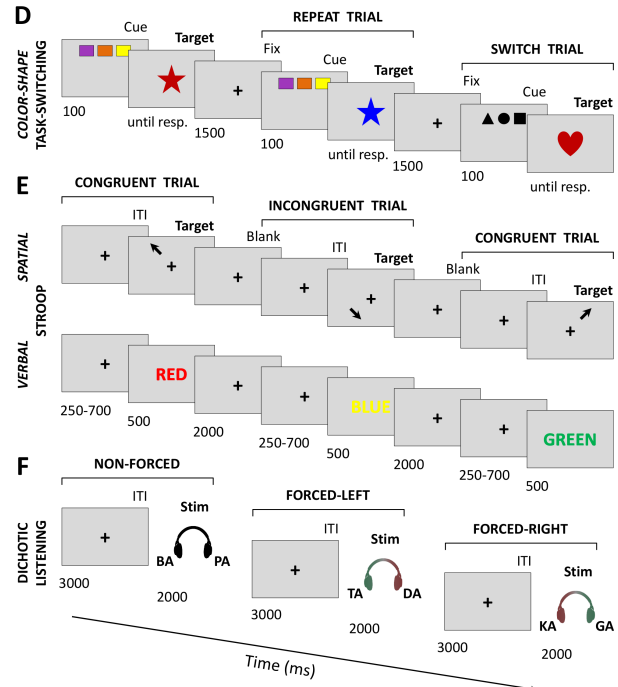 D
COLOR-SHAPE
TASK-SWITCHING
REPEAT TRIAL
SWITCH TRIAL
Cue
Target
Fix
Cue
Target
Fix
Cue
Target
100
until resp.
1500
100
until resp.
1500
100
until resp.
E
STROOP
SPATIAL
CONGRUENT TRIAL
INCONGRUENT TRIAL
CONGRUENT TRIAL
ITI
Target
Blank
ITI
Target
Blank
ITI
Target
VERBAL
RED
BLUE
GREEN
250-700
500
2000
250-700
500
2000
250-700
500
F
DICHOTIC
LISTENING
NON-FORCED
ITI
Stim
BA PA
3000
2000
FORCED-LEFT
ITI
Stim
TA DA
3000
2000
FORCED-RIGHT
ITI
Stim
KA GA
3000
2000
Time (ms)